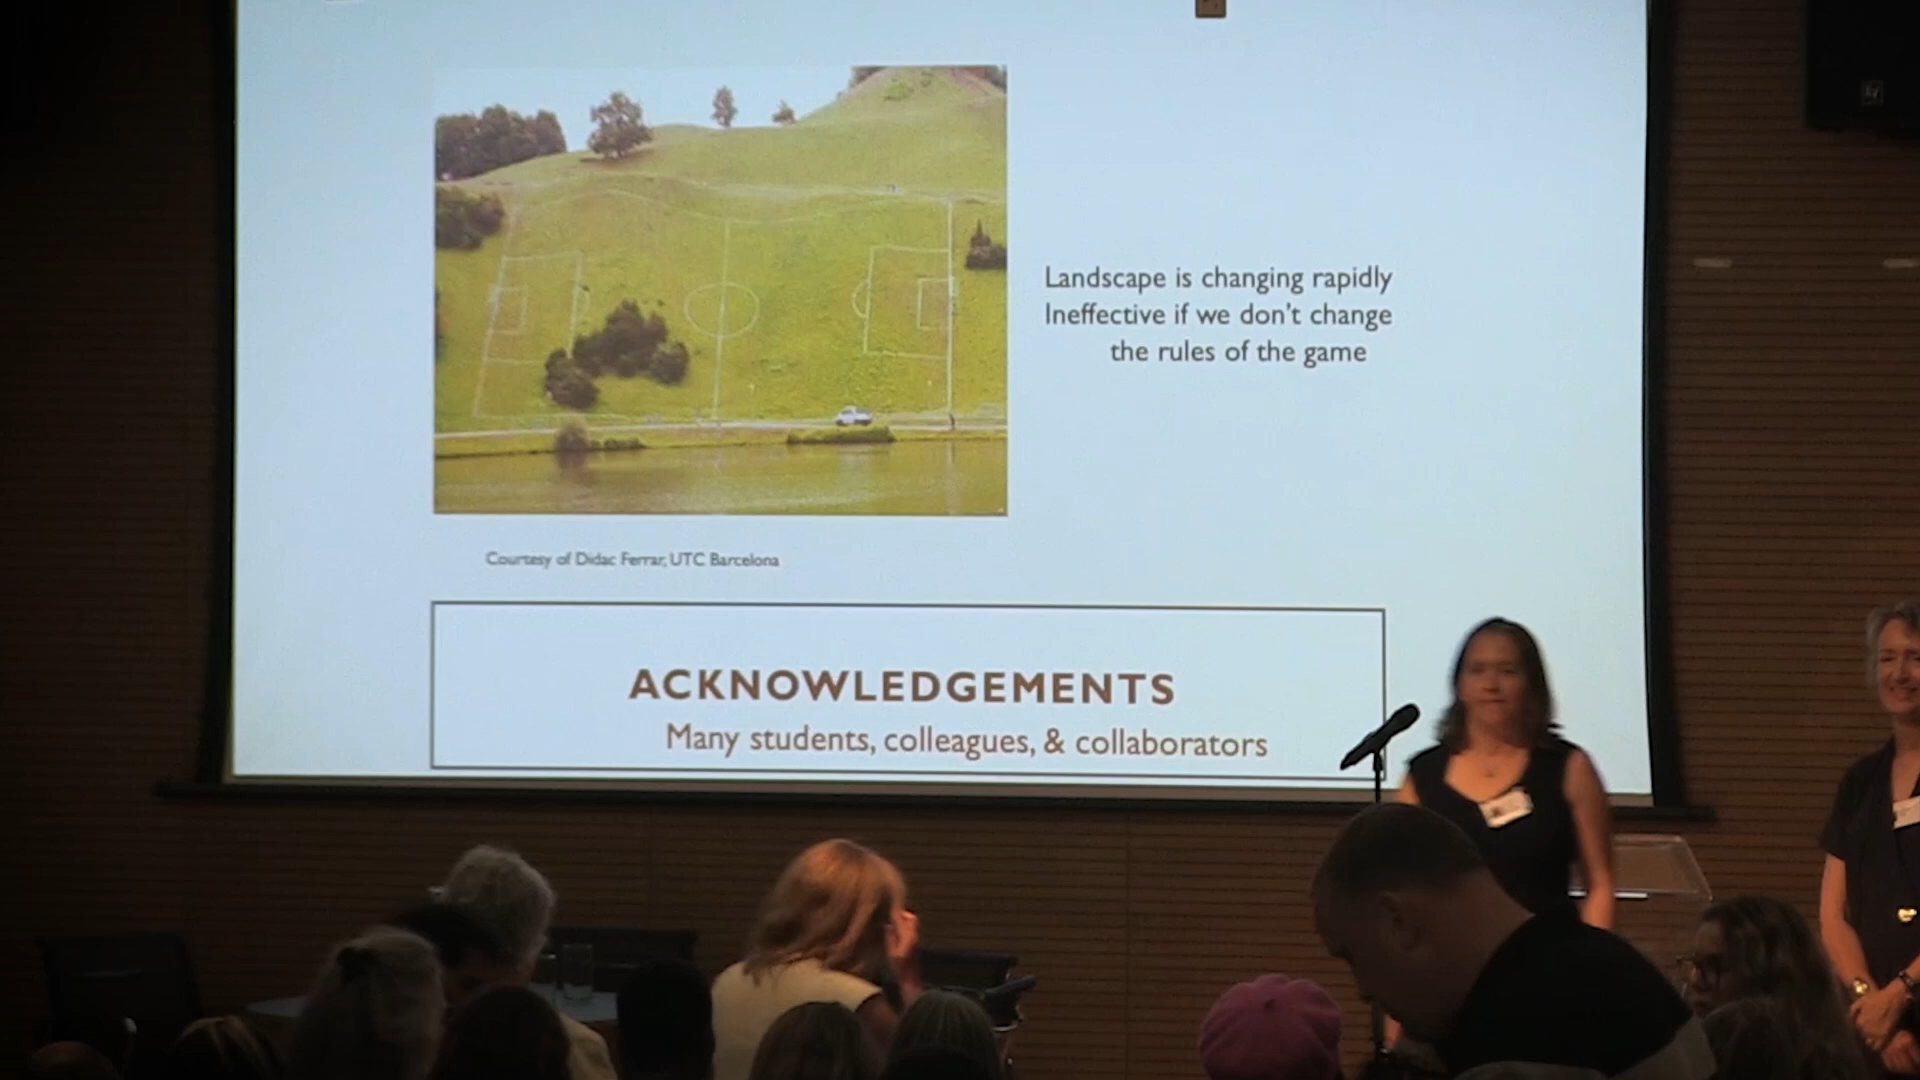 Landscape is changing rapidly
Ineffective if we don't change
the rules of the game
Courtesy of Didac Ferrar, UTC Barcelona
ACKNOWLEDGEMENTS
Many students, colleagues, & collaborators